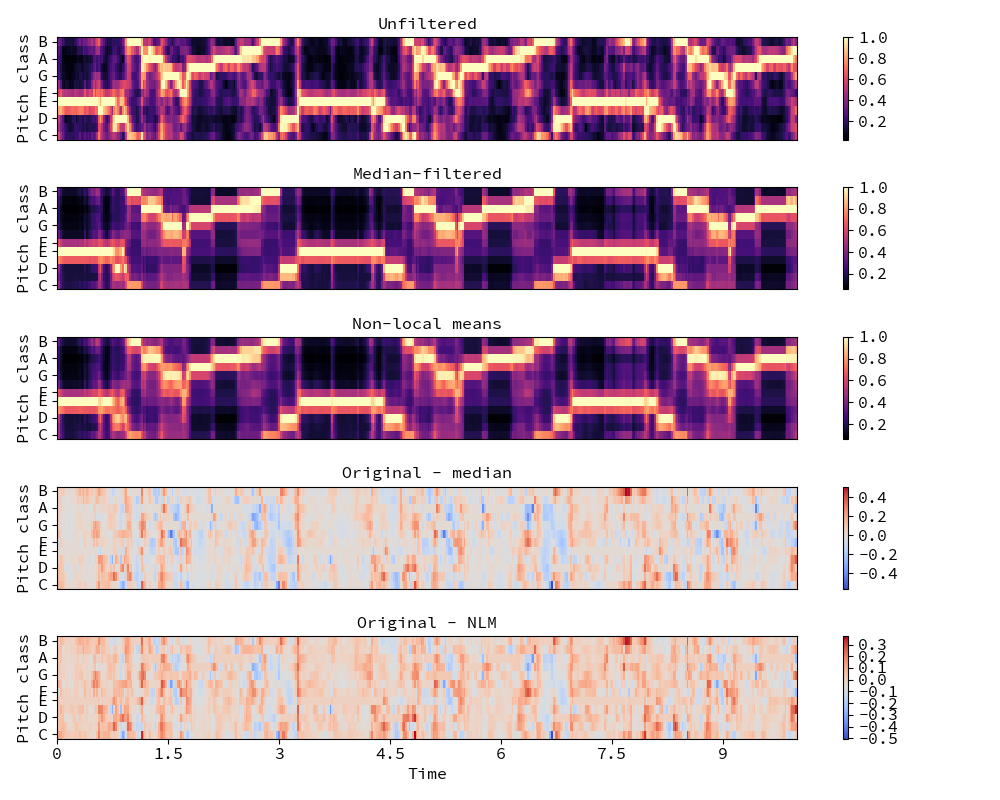 Unfiltered
Pitch class
B
A
G
F
E
D
C
1.0
0.8
0.6
0.4
0.2
Median-filtered
Pitch class
B
A
G
F
E
D
C
1.0
0.8
0.6
0.4
0.2
Non-local means
Pitch class
B
A
G
F
E
D
C
1.0
0.8
0.6
0.4
0.2
Original - median
Pitch class
B
A
G
F
E
D
C
0.4
0.2
0.0
−0.2
−0.4
Original - NLM
Pitch class
B
A
G
F
E
D
C
0.3
0.2
0.1
0.0
−0.1
−0.2
−0.3
−0.4
−0.5
0 1.5 3 4.5 6 7.5 9
Time